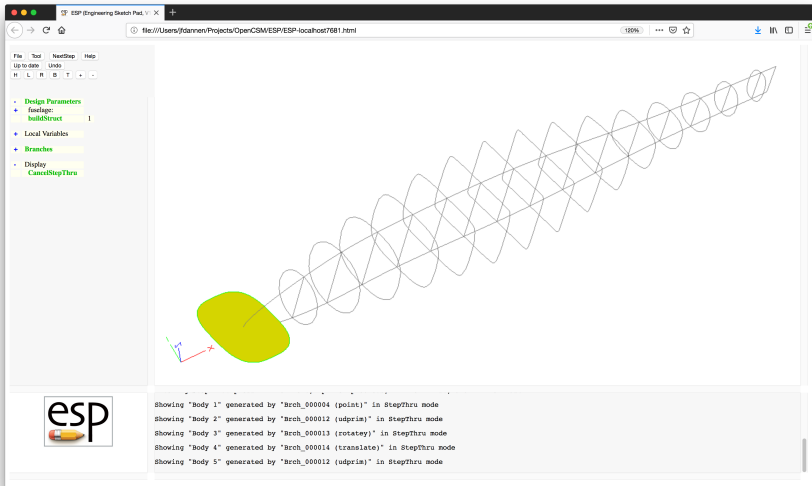 ESP (Engineering Sketch Pad, V
file:///Users/jfdannen/Projects/OpenCSM/ESP/ESP-localhost7681.html
120%
File Tool NextStep Help
Up to date Undo
H L R B T + -
- Design Parameters
+ fuselage:
buildStruct 1
+ Local Variables
+ Branches
- Display
CancelStepThru
X
esp
Showing "Body 1" generated by "Brch_000004 (point)" in StepThru mode
Showing "Body 2" generated by "Brch_000012 (udprim)" in StepThru mode
Showing "Body 3" generated by "Brch_000013 (rotatey)" in StepThru mode
Showing "Body 4" generated by "Brch_000014 (translate)" in StepThru mode
Showing "Body 5" generated by "Brch_000012 (udprim)" in StepThru mode